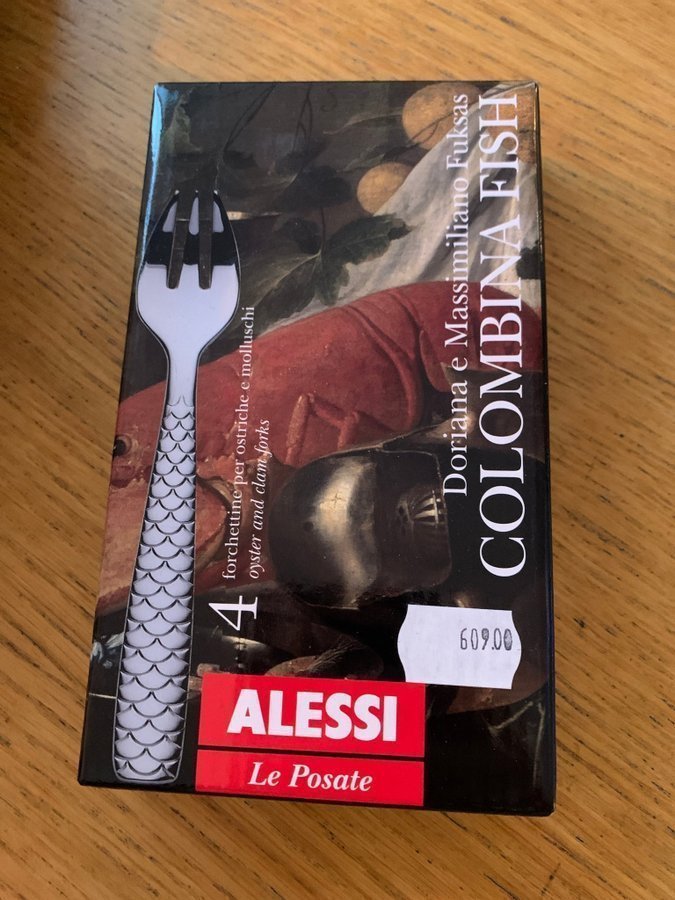 Doriana e Massimiliano Fuksas
COLOMBINA FISH
4
forchettine per ostriche e molluschi
oyster and clam forks
609.00
ALESSI
Le Posate